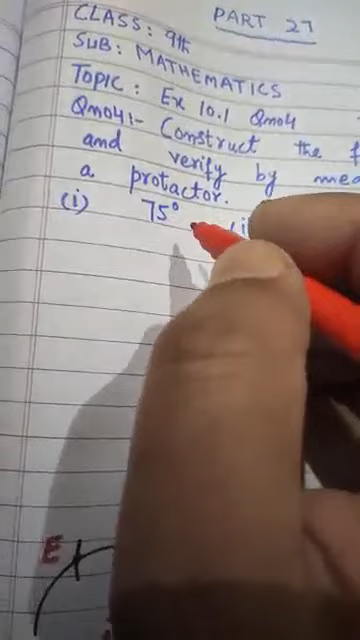 PART 27
CLASS: 9th
SUB: MATHEMATICS
TOPIC: Ex 10.1 Qno4
Qno4:- Construct the
and verify by
a protactor.
(i) 75°
E